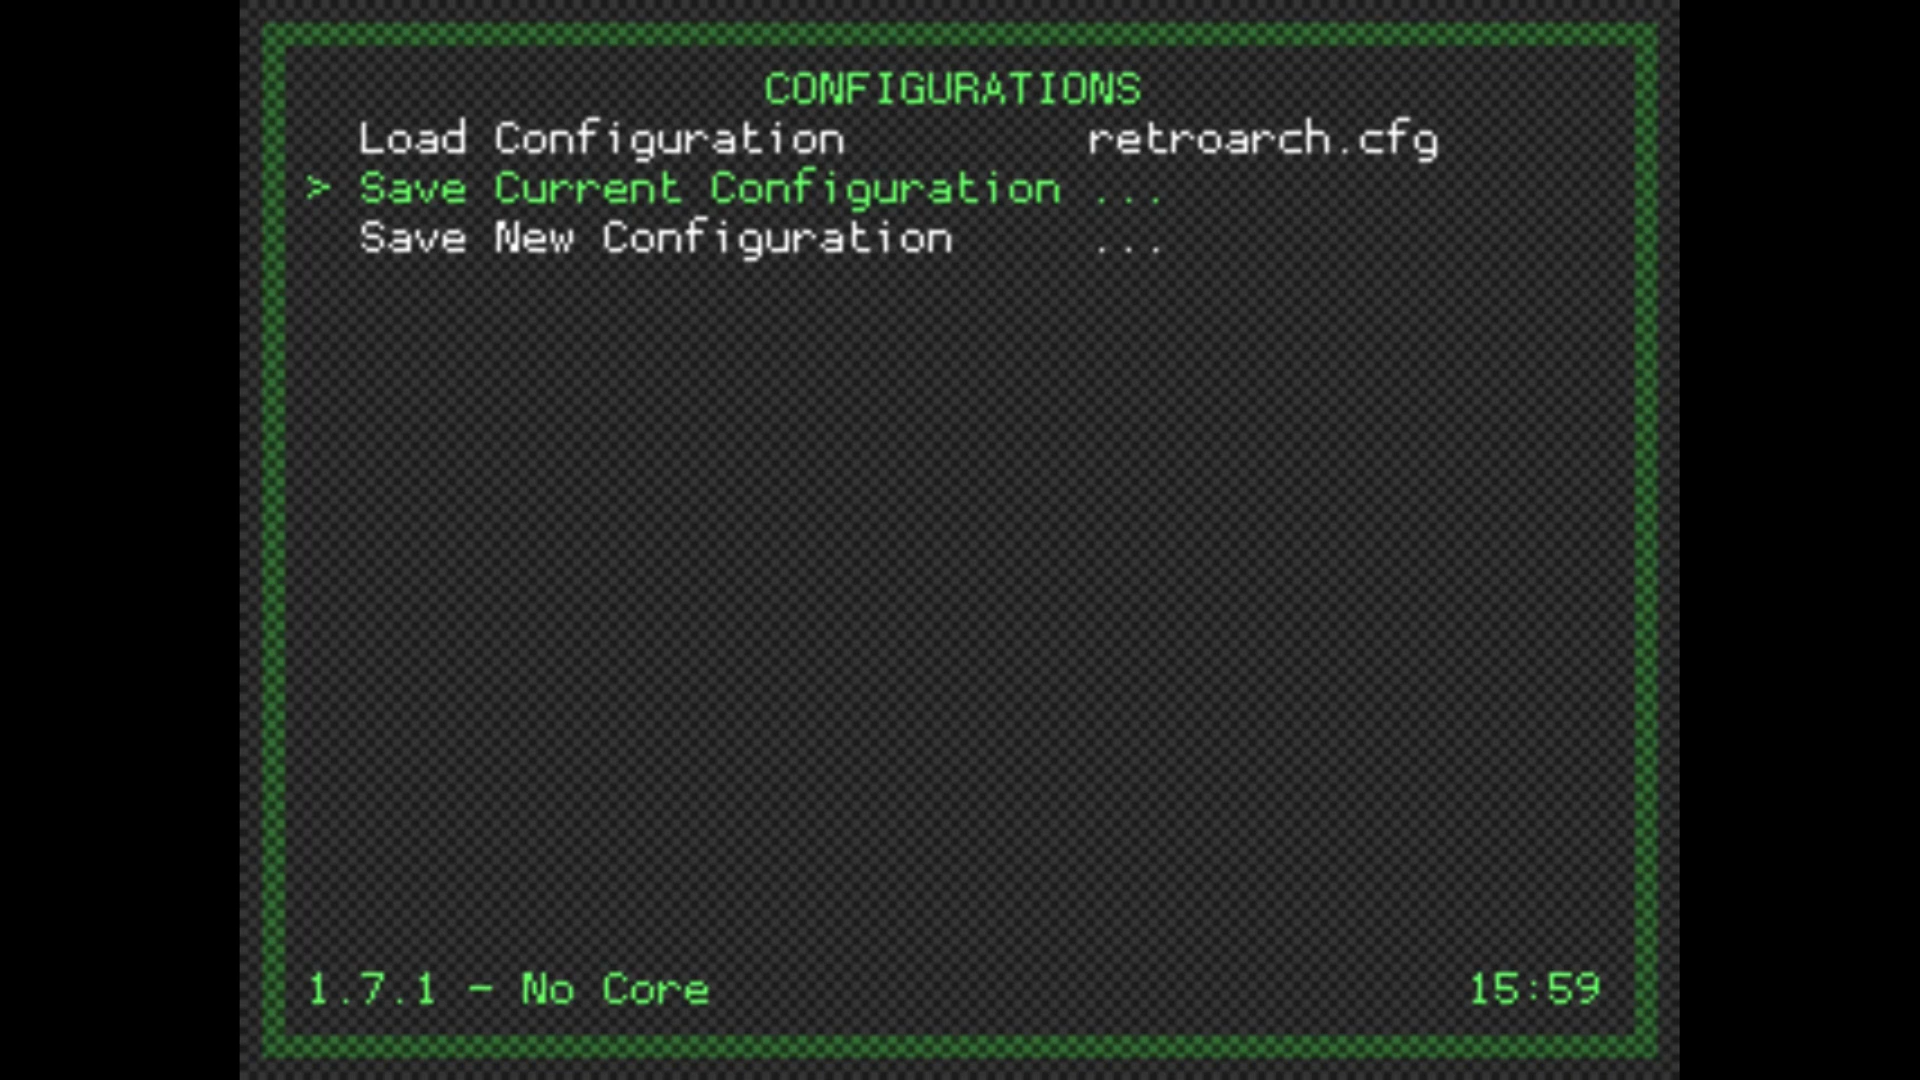 CONFIGURATIONS
Load Configuration retroarch.cfg
> Save Current Configuration ...
Save New Configuration ...
1.7.1 - No Core 15:59